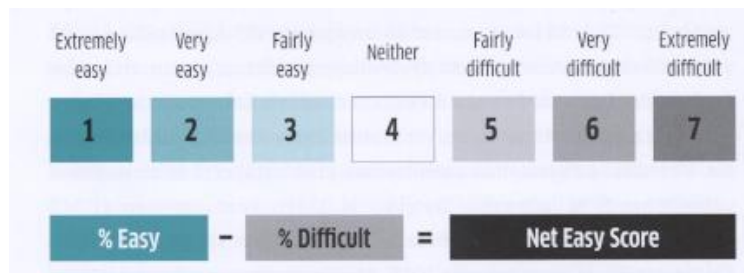 Extremely easy
Very easy
Fairly easy
Neither
Fairly difficult
Very difficult
Extremely difficult
1 2 3 4 5 6 7
% Easy - % Difficult = Net Easy Score